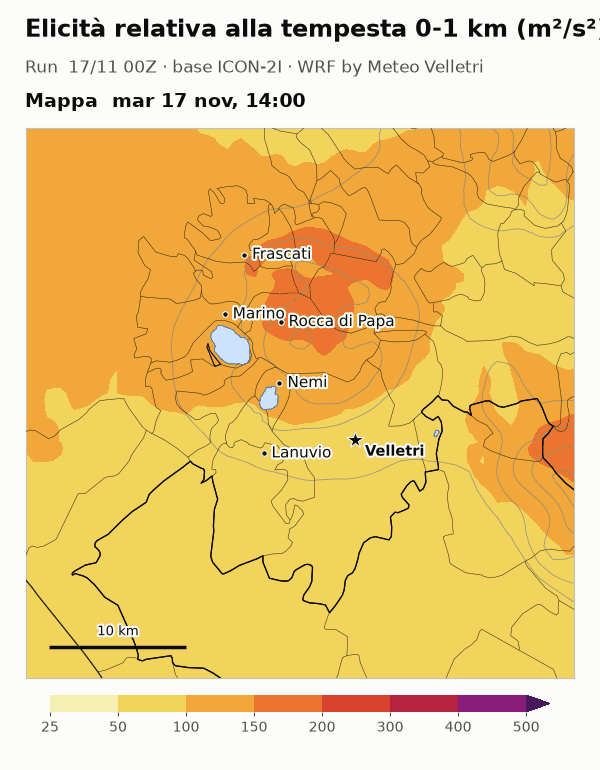 Elicità relativa alla tempesta 0-1 km (m²/s²)
Run 17/11 00Z · base ICON-2I · WRF by Meteo Velletri
Mappa mar 17 nov, 14:00
Frascati
Marino
Rocca di Papa
Nemi
Velletri
Lanuvio
10 km
25 50 100 150 200 300 400 500